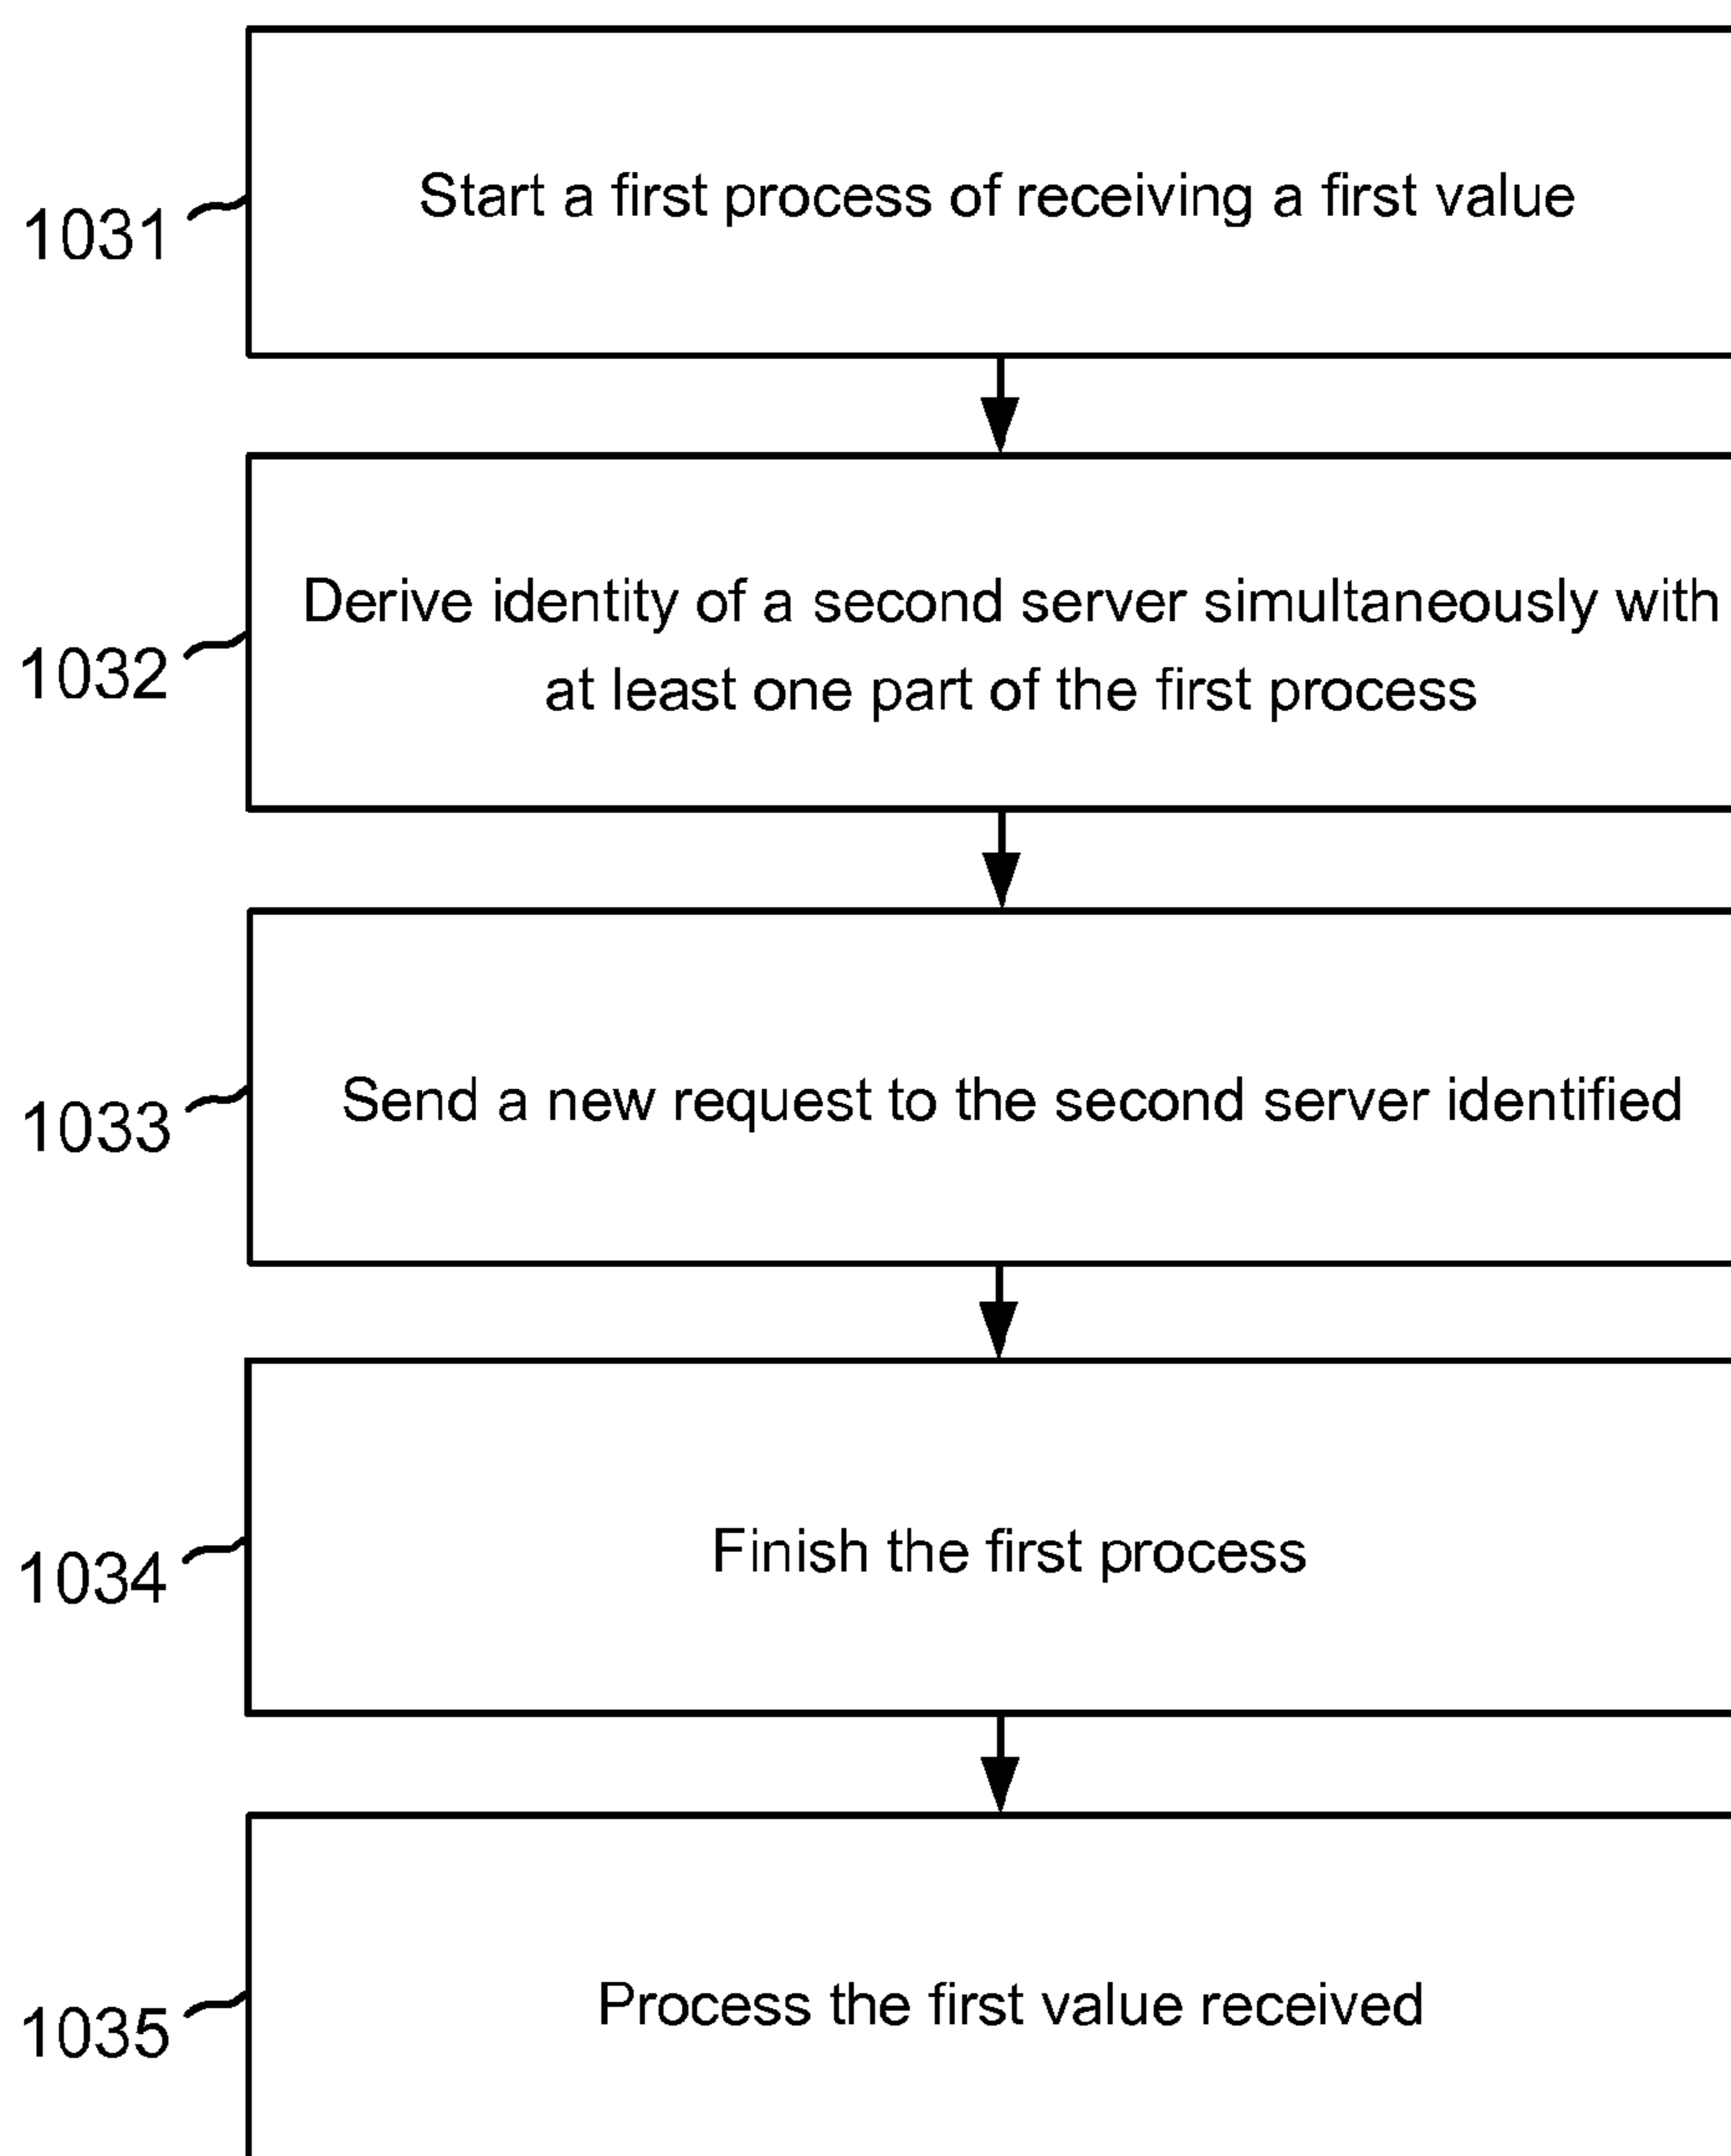 1031
Start a first process of receiving a first value
1032
Derive identity of a second server simultaneously with
at least one part of the first process
1033
Send a new request to the second server identified
1034
Finish the first process
1035
Process the first value received